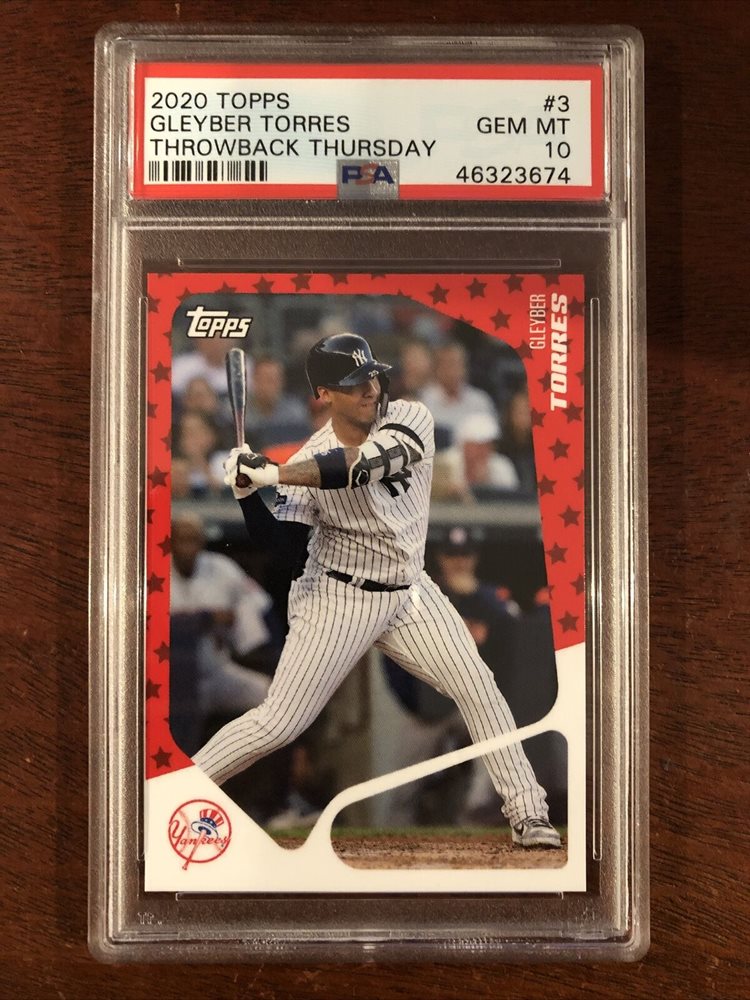 2020 TOPPS #3
GLEYBER TORRES GEM MT
THROWBACK THURSDAY 10
PSA 46323674
Topps
GLEYBER
TORRES
NY
Yankees